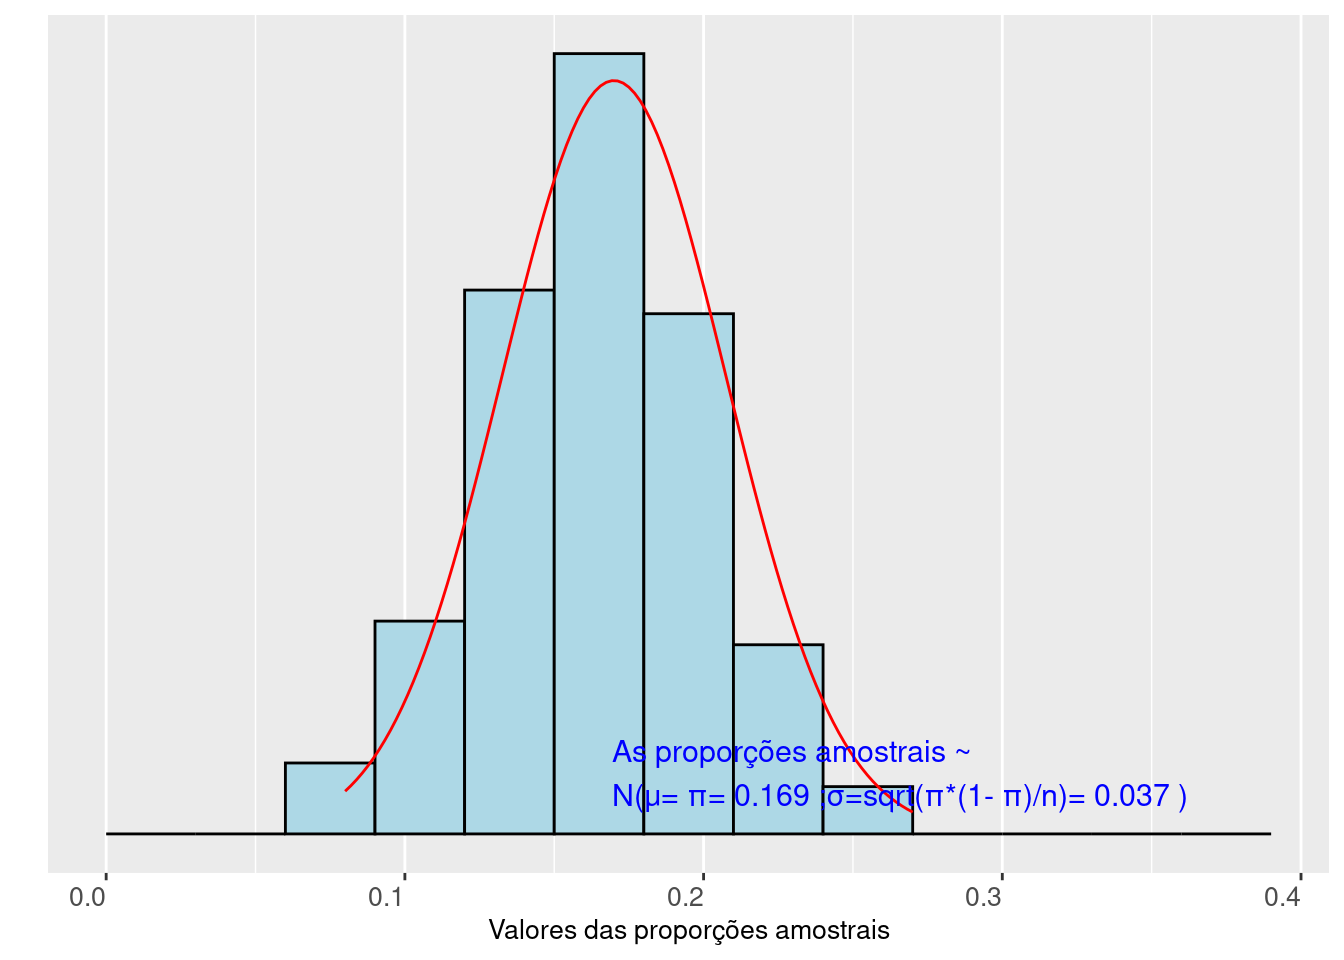 As proporções amostrais ~
N(μ= π= 0.169 ;σ=sqrt(π*(1- π)/n)= 0.037 )
0.0 0.1 0.2 0.3 0.4
Valores das proporções amostrais